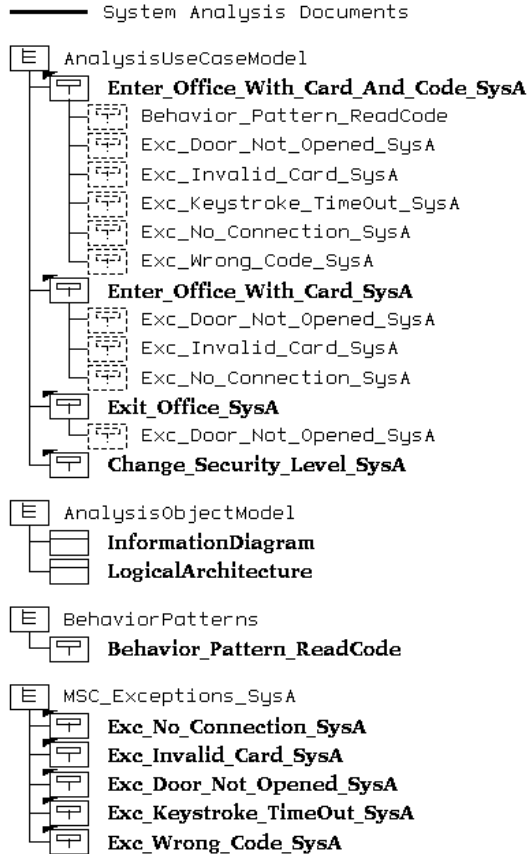 System Analysis Documents
AnalysisUseCaseModel
Enter_Office_With_Card_And_Code_SysA
Behavior_Pattern_ReadCode
Exc_Door_Not_Opened_SysA
Exc_Invalid_Card_SysA
Exc_Keystroke_TimeOut_SysA
Exc_No_Connection_SysA
Exc_Wrong_Code_SysA
Enter_Office_With_Card_SysA
Exc_Door_Not_Opened_SysA
Exc_Invalid_Card_SysA
Exc_No_Connection_SysA
Exit_Office_SysA
Exc_Door_Not_Opened_SysA
Change_Security_Level_SysA
AnalysisObjectModel
InformationDiagram
LogicalArchitecture
BehaviorPatterns
Behavior_Pattern_ReadCode
MSC_Exceptions_SysA
Exc_No_Connection_SysA
Exc_Invalid_Card_SysA
Exc_Door_Not_Opened_SysA
Exc_Keystroke_TimeOut_SysA
Exc_Wrong_Code_SysA